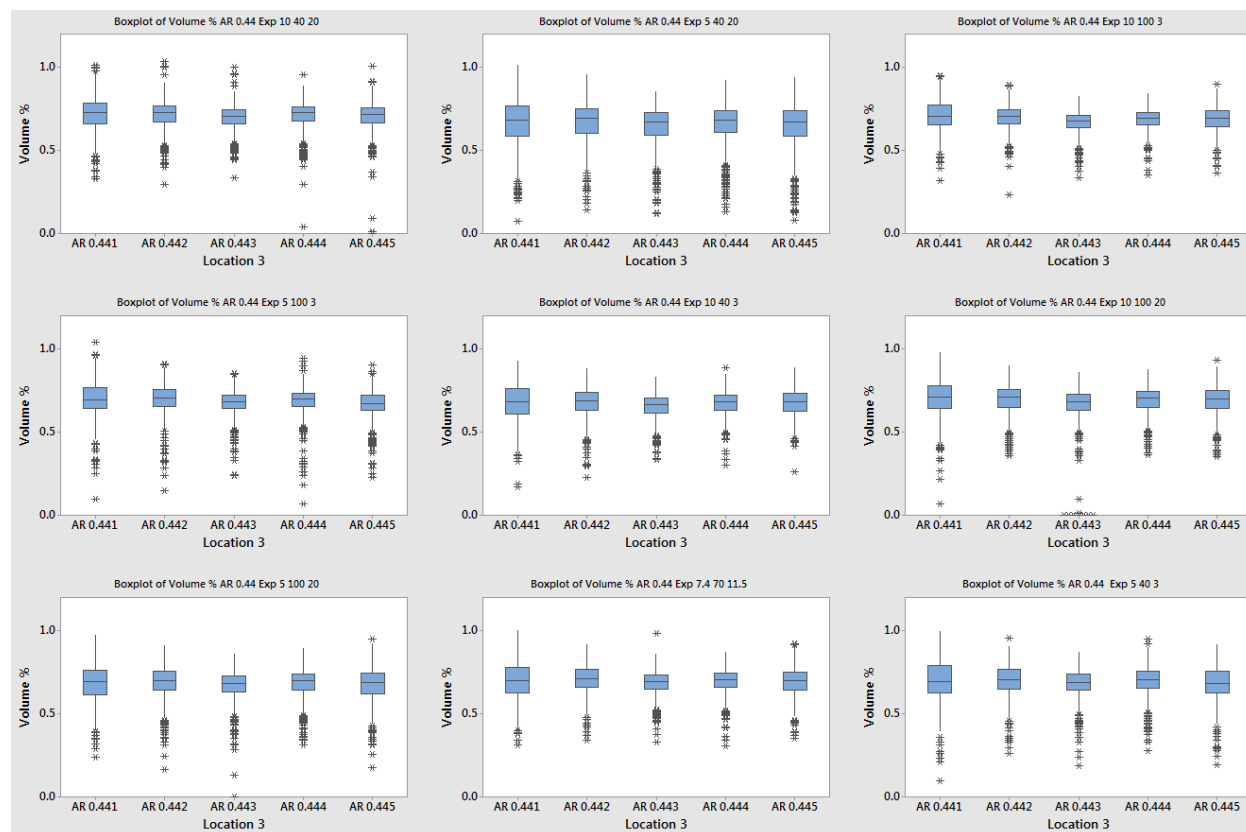 Boxplot of Volume % AR 0.44 Exp 10 40 20
Volume %
1.0
0.5
0.0
AR 0.441 AR 0.442 AR 0.443 AR 0.444 AR 0.445
Location 3
Boxplot of Volume % AR 0.44 Exp 5 40 20
Volume %
1.0
0.5
0.0
AR 0.441 AR 0.442 AR 0.443 AR 0.444 AR 0.445
Location 3
Boxplot of Volume % AR 0.44 Exp 10 100 3
Volume %
1.0
0.5
0.0
AR 0.441 AR 0.442 AR 0.443 AR 0.444 AR 0.445
Location 3
Boxplot of Volume % AR 0.44 Exp 5 100 3
Volume %
1.0
0.5
0.0
AR 0.441 AR 0.442 AR 0.443 AR 0.444 AR 0.445
Location 3
Boxplot of Volume % AR 0.44 Exp 10 40 3
Volume %
1.0
0.5
0.0
AR 0.441 AR 0.442 AR 0.443 AR 0.444 AR 0.445
Location 3
Boxplot of Volume % AR 0.44 Exp 10 100 20
Volume %
1.0
0.5
0.0
AR 0.441 AR 0.442 AR 0.443 AR 0.444 AR 0.445
Location 3
Boxplot of Volume % AR 0.44 Exp 5 100 20
Volume %
1.0
0.5
0.0
AR 0.441 AR 0.442 AR 0.443 AR 0.444 AR 0.445
Location 3
Boxplot of Volume % AR 0.44 Exp 7.4 70 11.5
Volume %
1.0
0.5
0.0
AR 0.441 AR 0.442 AR 0.443 AR 0.444 AR 0.445
Location 3
Boxplot of Volume % AR 0.44 Exp 5 40 3
Volume %
1.0
0.5
0.0
AR 0.441 AR 0.442 AR 0.443 AR 0.444 AR 0.445
Location 3